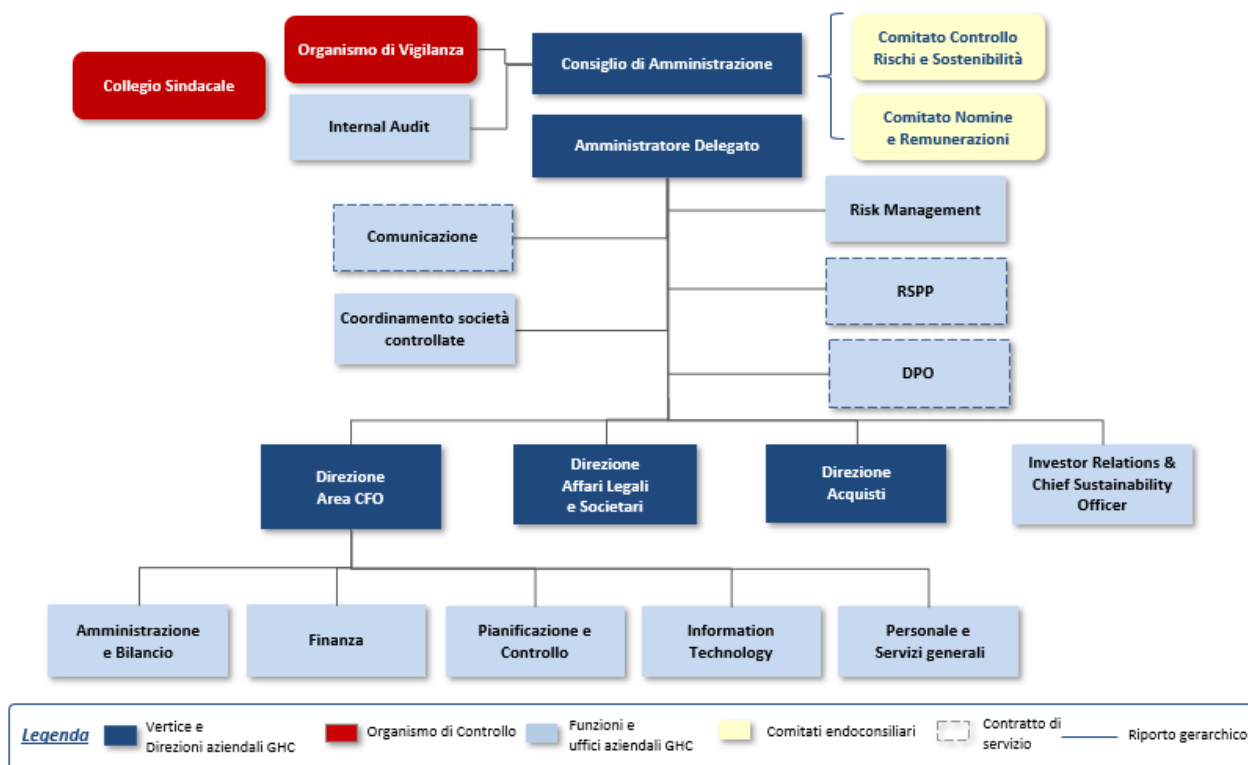 Organismo di Vigilanza
Consiglio di Amministrazione
Comitato Controllo
Rischi e Sostenibilità
Collegio Sindacale
Internal Audit
Comitato Nomine
e Remunerazioni
Amministratore Delegato
Risk Management
Comunicazione
RSPP
Coordinamento società
controllate
DPO
Direzione
Area CFO
Direzione
Affari Legali
e Societari
Direzione
Acquisti
Investor Relations &
Chief Sustainability
Officer
Amministrazione
e Bilancio
Finanza
Pianificazione e
Controllo
Information
Technology
Personale e
Servizi generali
Legenda
Vertice e
Direzioni aziendali GHC
Organismo di Controllo
Funzioni e
uffici aziendali GHC
Comitati endoconsiliari
Contratto di
servizio
Riporto gerarchico